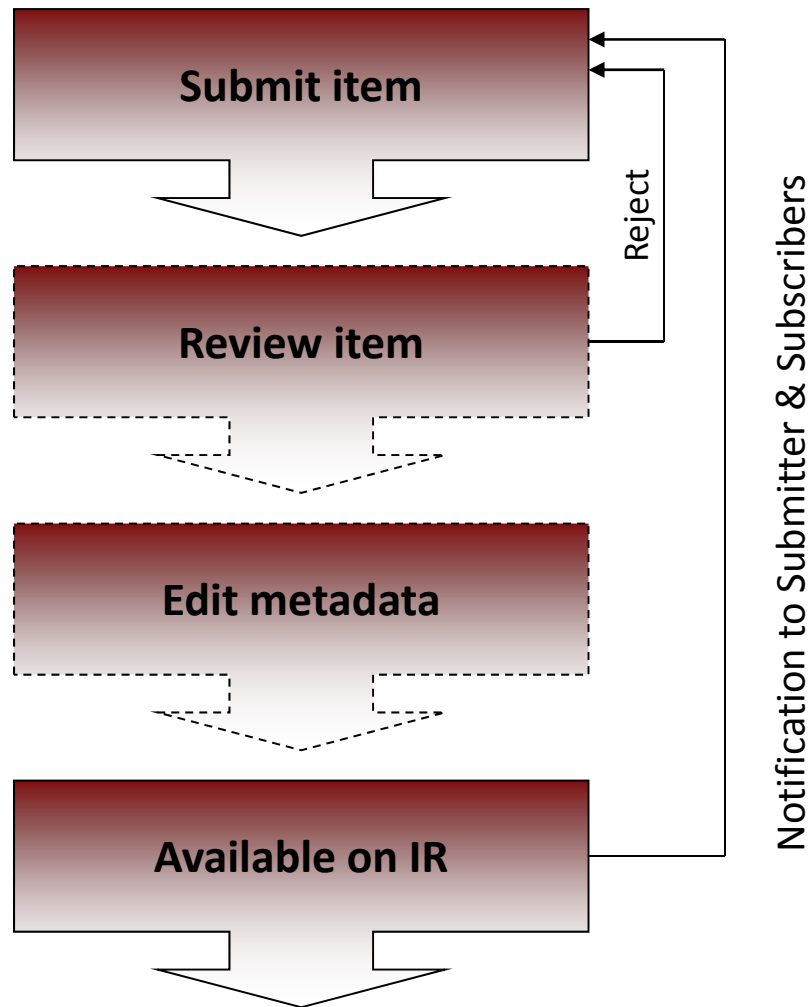 Submit item
Reject
Review item
Edit metadata
Available on IR
Notification to Submitter & Subscribers